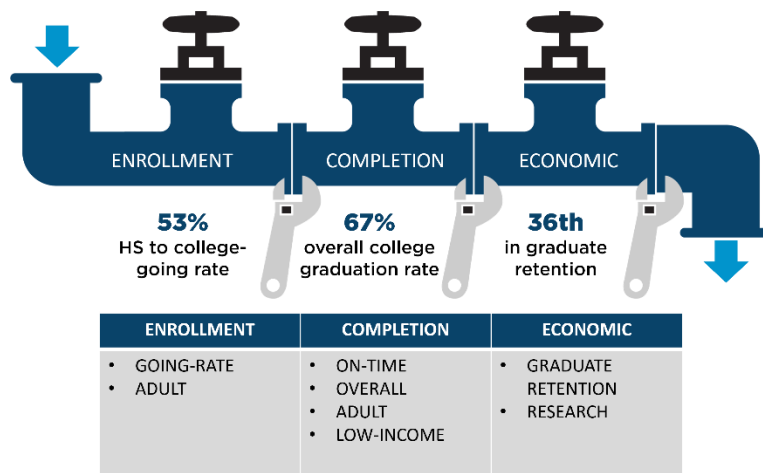 ENROLLMENT
COMPLETION
ECONOMIC
53%
HS to college-
going rate
67%
overall college
graduation rate
36th
in graduate
retention
ENROLLMENT
COMPLETION
ECONOMIC
• GOING-RATE
• ADULT
• ON-TIME
• OVERALL
• ADULT
• LOW-INCOME
• GRADUATE
RETENTION
• RESEARCH